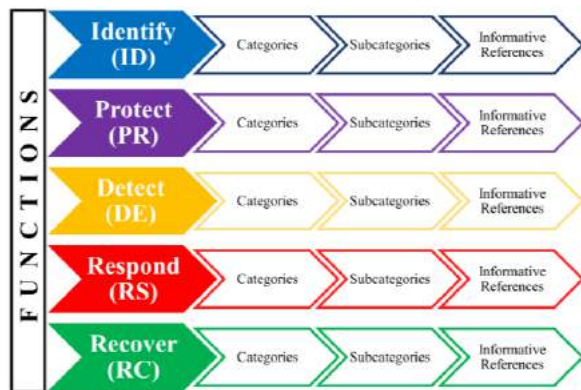 FUNCTIONS
Identify
(ID)
Categories
Subcategories
Informative
References
Protect
(PR)
Categories
Subcategories
Informative
References
Detect
(DE)
Categories
Subcategories
Informative
References
Respond
(RS)
Categories
Subcategories
Informative
References
Recover
(RC)
Categories
Subcategories
Informative
References